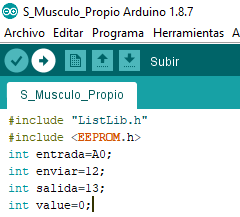 S_Musculo_Propio Arduino 1.8.7
Archivo Editar Programa Herramientas A
Subir
S_Musculo_Propio
#include "ListLib.h"
#include <EEPROM.h>
int entrada=A0;
int enviar=12;
int salida=13;
int value=0;